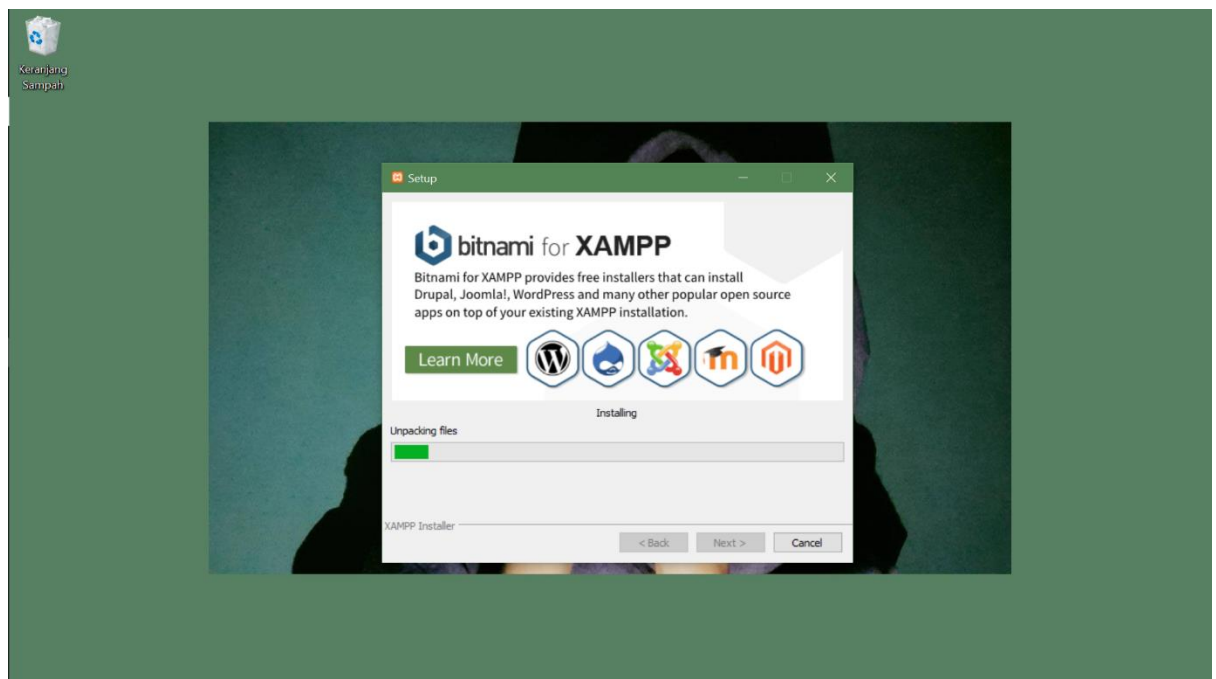 Keranjang
Sampah
Setup
bitnami for XAMPP
Bitnami for XAMPP provides free installers that can install
Drupal, Joomla!, WordPress and many other popular open source
apps on top of your existing XAMPP installation.
Learn More
Installing
Unpacking files
XAMPP Installer
< Back
Next >
Cancel